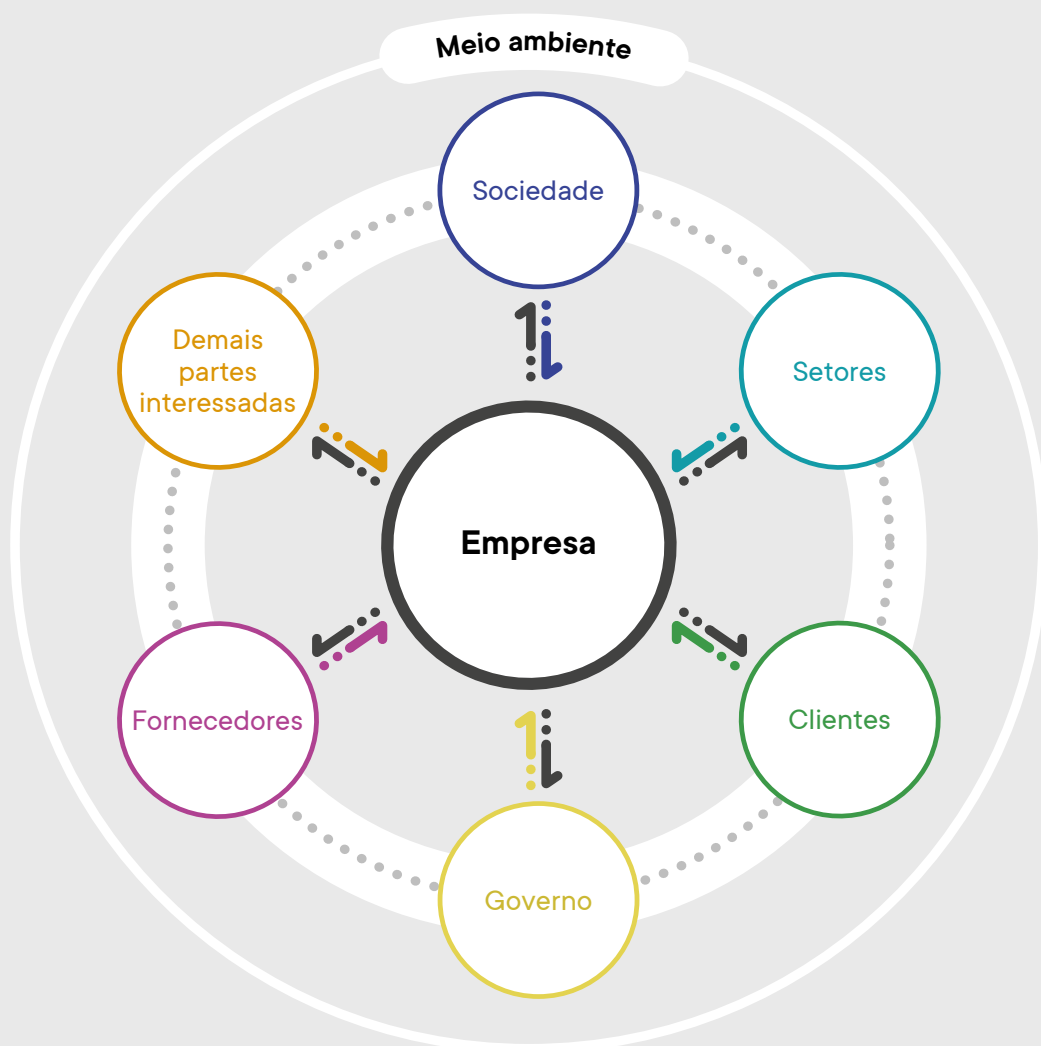 Meio ambiente
Sociedade
Demais
partes
interessadas
Setores
Empresa
Fornecedores
Clientes
Governo